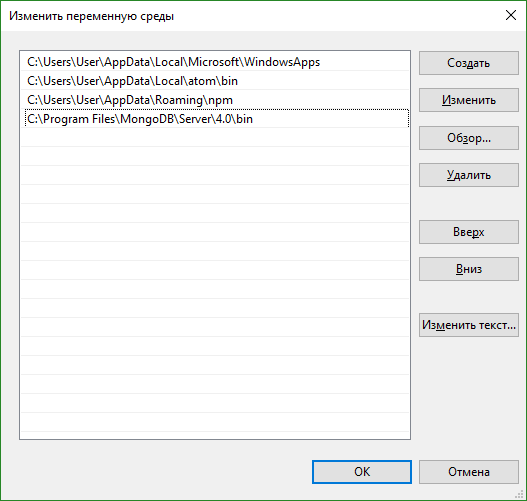 Изменить переменную среды
C:\Users\User\AppData\Local\Microsoft\WindowsApps
C:\Users\User\AppData\Local\atom\bin
C:\Users\User\AppData\Roaming\npm
C:\Program Files\MongoDB\Server\4.0\bin
Создать
Изменить
Обзор...
Удалить
Вверх
Вниз
Изменить текст...
ОК
Отмена